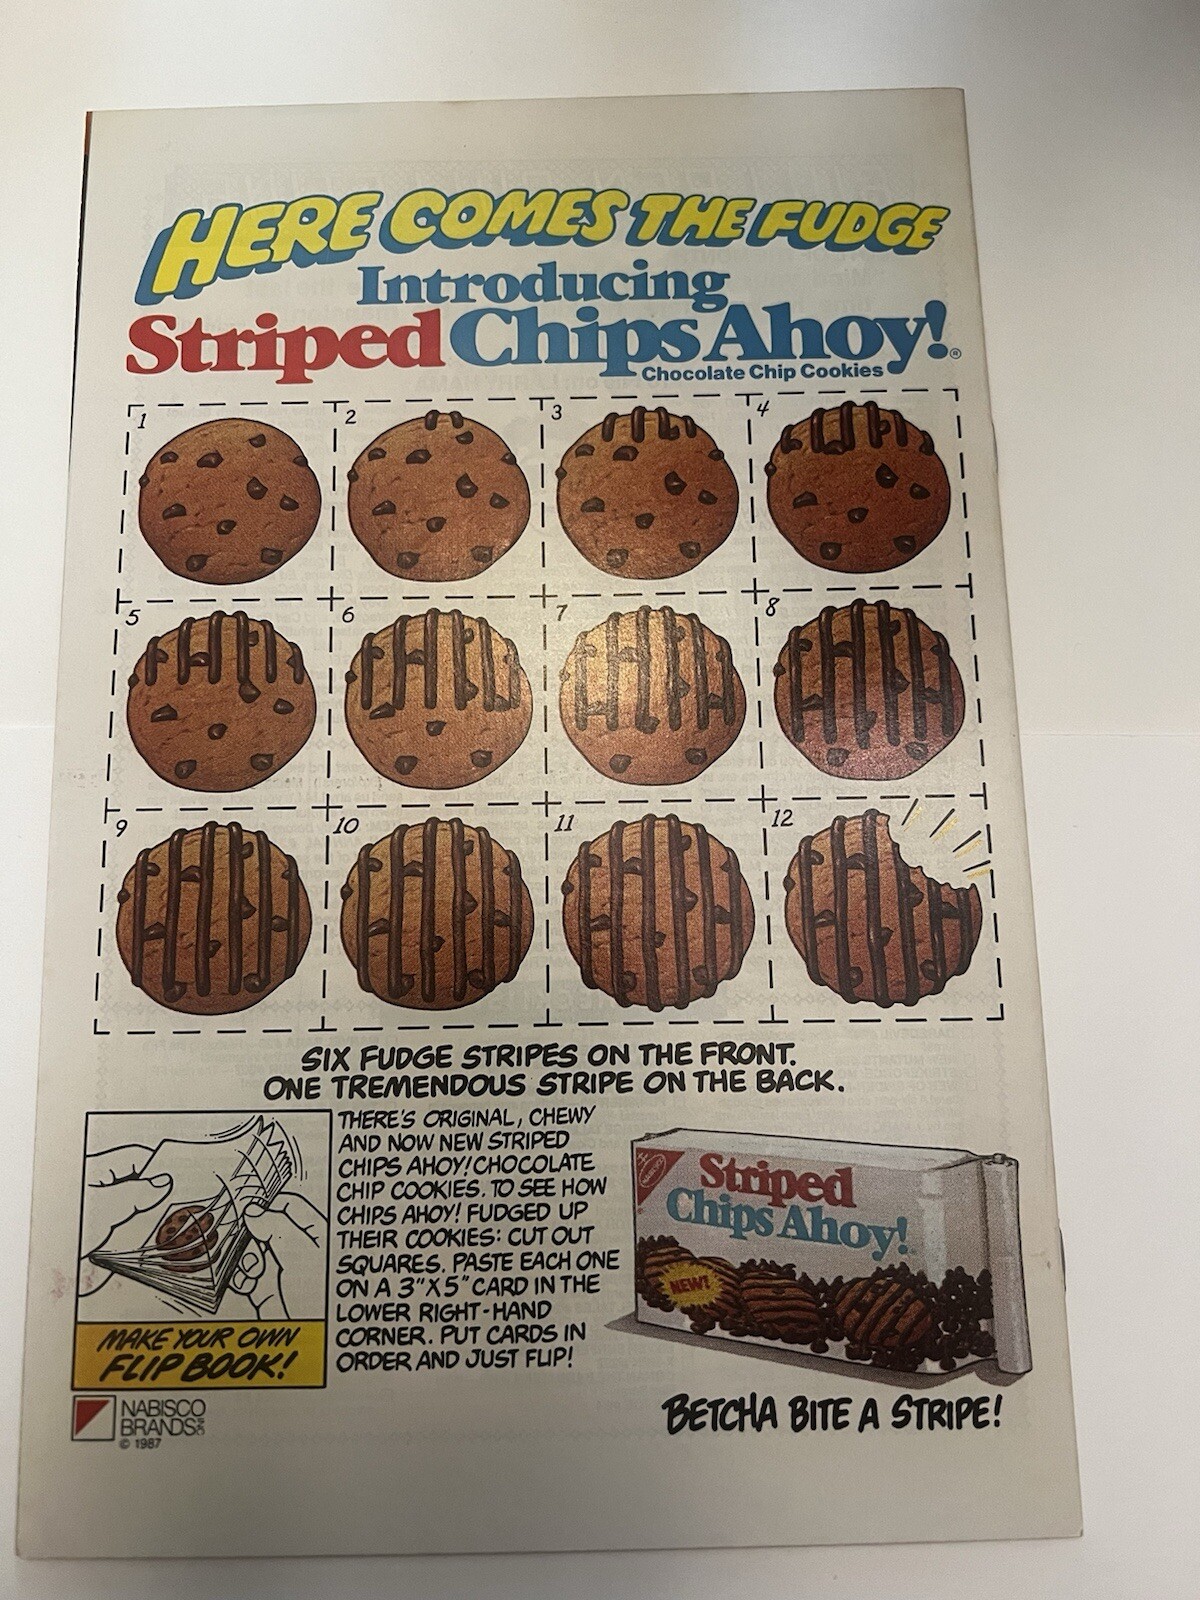 HERE COMES THE FUDGE
Introducing
Striped Chips Ahoy!®
Chocolate Chip Cookies
1
2
3
4
5
6
7
8
9
10
11
12
SIX FUDGE STRIPES ON THE FRONT.
ONE TREMENDOUS STRIPE ON THE BACK.
MAKE YOUR OWN
FLIP BOOK!
THERE'S ORIGINAL, CHEWY
AND NOW NEW STRIPED
CHIPS AHOY! CHOCOLATE
CHIP COOKIES. TO SEE HOW
CHIPS AHOY! FUDGED UP
THEIR COOKIES: CUT OUT
SQUARES. PASTE EACH ONE
ON A 3"X5" CARD IN THE
LOWER RIGHT-HAND
CORNER. PUT CARDS IN
ORDER AND JUST FLIP!
NABISCO
Striped
Chips Ahoy!
NEW!
BETCHA BITE A STRIPE!
NABISCO
BRANDS
© 1987